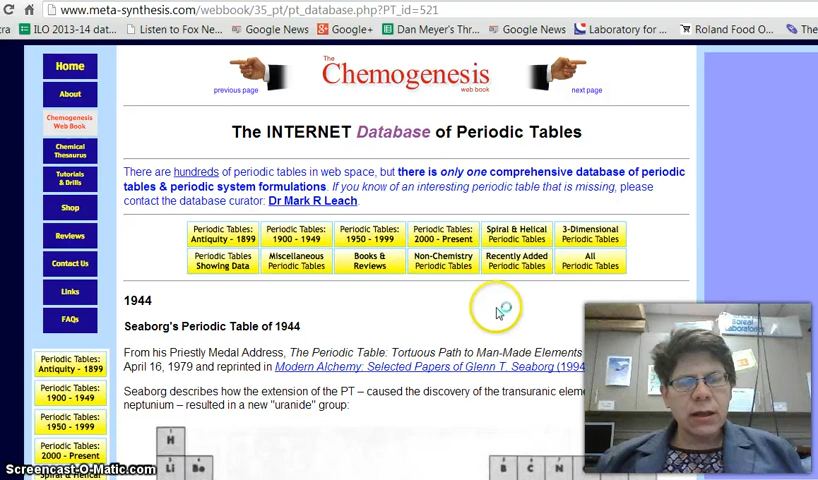 www.meta-synthesis.com/webbook/35_pt/pt_database.php?PT_id=521
ILO 2013-14 data
Listen to Fox Ne...
Google News
Google+
Dan Meyer's Thr...
Google News
Laboratory for ...
Roland Food O...
The
Home
About
Chemogenesis
Web Book
Chemical
Thesaurus
Tutorials
& Drills
Shop
Reviews
Contact Us
Links
FAQs
Periodic Tables:
Antiquity - 1899
Periodic Tables:
1900 - 1949
Periodic Tables:
1950 - 1999
Periodic Tables:
2000 - Present
Spiral & Helical
previous page
The
Chemogenesis
web book
next page
The INTERNET Database of Periodic Tables
There are hundreds of periodic tables in web space, but there is only one comprehensive database of periodic
tables & periodic system formulations. If you know of an interesting periodic table that is missing, please
contact the database curator: Dr Mark R Leach.
Periodic Tables:
Antiquity - 1899
Periodic Tables:
1900 - 1949
Periodic Tables:
1950 - 1999
Periodic Tables:
2000 - Present
Spiral & Helical
Periodic Tables
3-Dimensional
Periodic Tables
Periodic Tables
Showing Data
Miscellaneous
Periodic Tables
Books &
Reviews
Non-Chemistry
Periodic Tables
Recently Added
Periodic Tables
All
Periodic Tables
1944
Seaborg's Periodic Table of 1944
From his Priestly Medal Address, The Periodic Table: Tortuous Path to Man-Made Elements
April 16, 1979 and reprinted in Modern Alchemy: Selected Papers of Glenn T. Seaborg (1994
Seaborg describes how the extension of the PT – caused the discovery of the transuranic elem
neptunium – resulted in a new "uranide" group:
H
Li Be
B C N
Boreal
Laboratories
Screencast-O-Matic.com